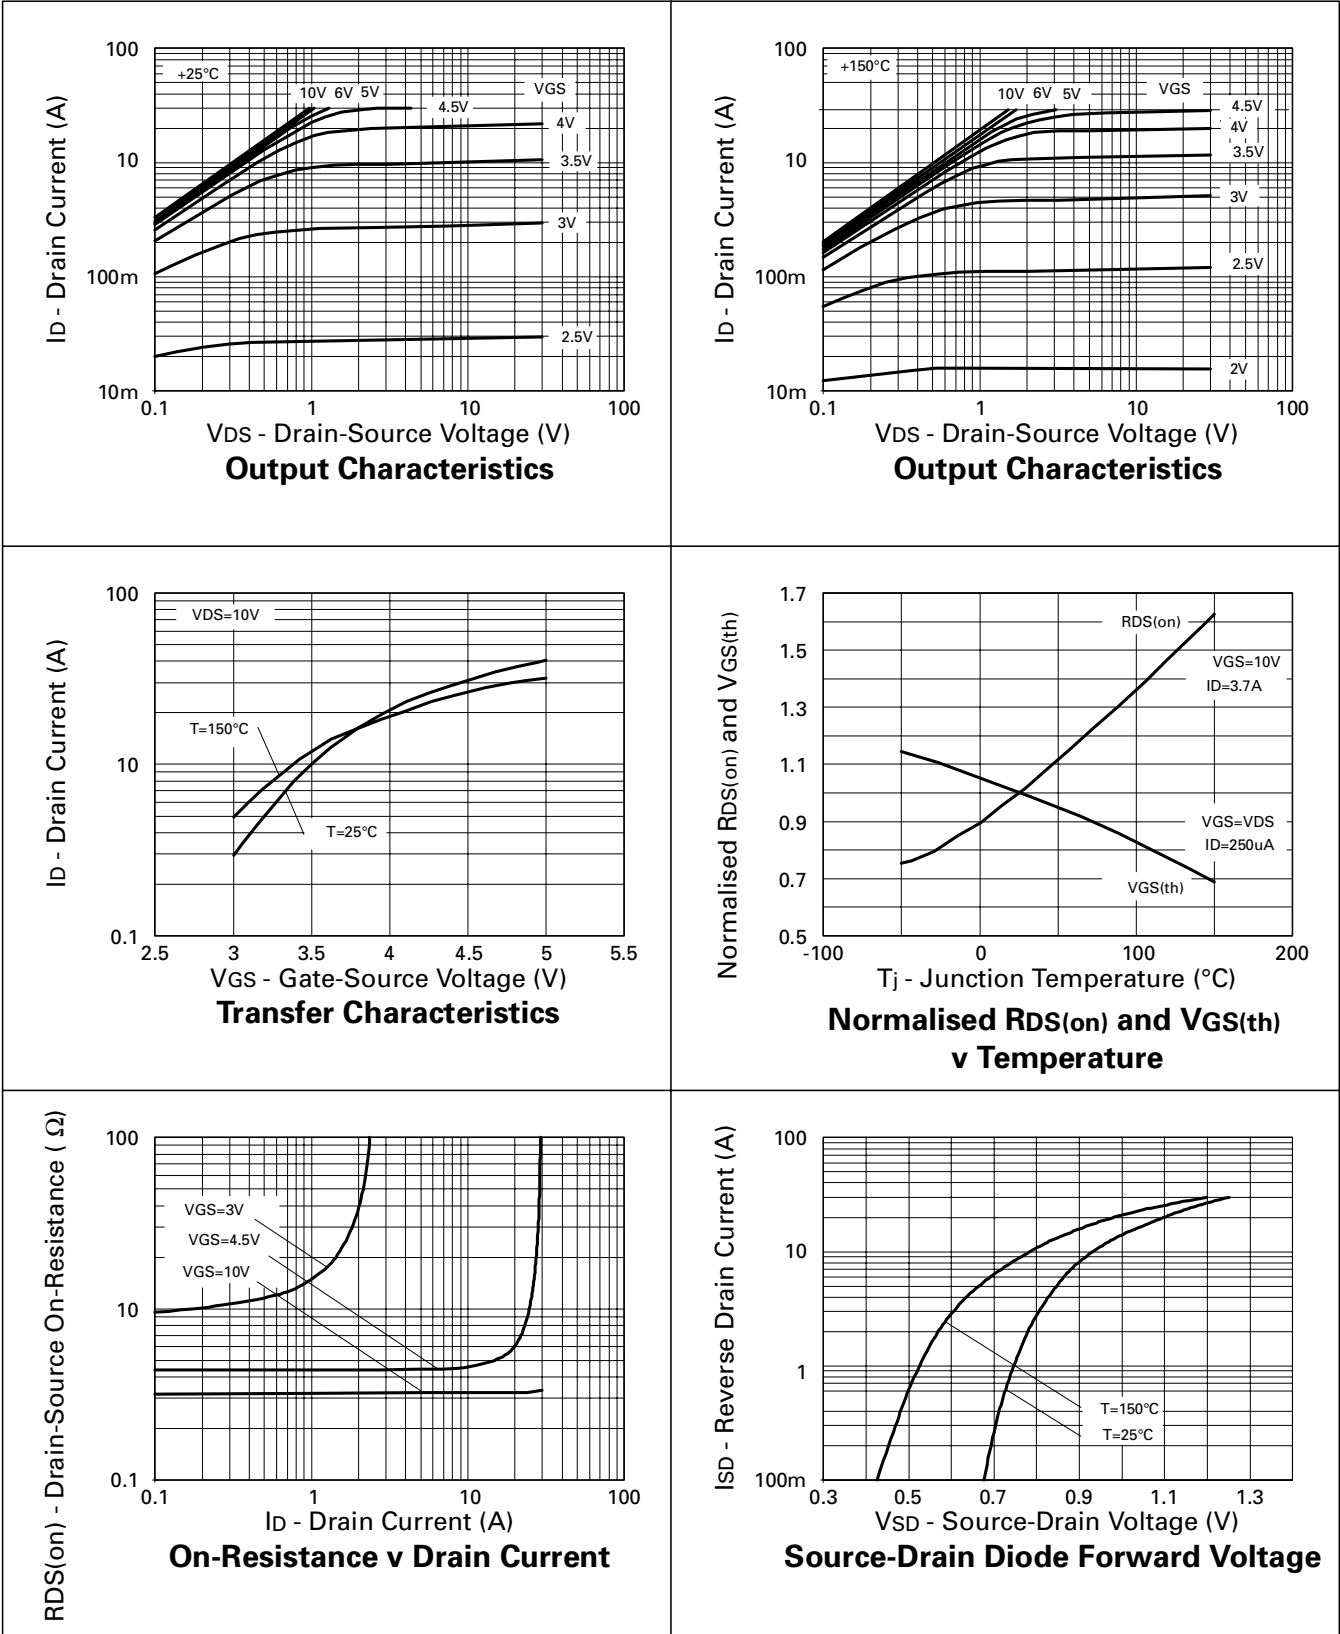 100
10
100m
10m
0.1
1
10
100
+25°C
10V 6V 5V
VGS
4.5V
4V
3.5V
3V
2.5V
ID - Drain Current (A)
VDS - Drain-Source Voltage (V)
Output Characteristics
100
10
100m
10m
0.1
1
10
100
+150°C
10V 6V 5V
VGS
4.5V
4V
3.5V
3V
2.5V
2V
ID - Drain Current (A)
VDS - Drain-Source Voltage (V)
Output Characteristics
100
10
0.1
2.5
3
3.5
4
4.5
5
5.5
VDS=10V
T=150°C
T=25°C
ID - Drain Current (A)
VGS - Gate-Source Voltage (V)
Transfer Characteristics
1.7
1.5
1.3
1.1
0.9
0.7
0.5
-100
0
100
200
RDS(on)
VGS=10V
ID=3.7A
VGS=VDS
ID=250uA
VGS(th)
Normalised RDS(on) and VGS(th)
Tj - Junction Temperature (°C)
Normalised RDS(on) and VGS(th)
v Temperature
100
10
0.1
0.1
1
10
100
VGS=3V
VGS=4.5V
VGS=10V
RDS(on) - Drain-Source On-Resistance ( Ω)
ID - Drain Current (A)
On-Resistance v Drain Current
100
10
1
100m
0.3
0.5
0.7
0.9
1.1
1.3
T=150°C
T=25°C
ISD - Reverse Drain Current (A)
VSD - Source-Drain Voltage (V)
Source-Drain Diode Forward Voltage